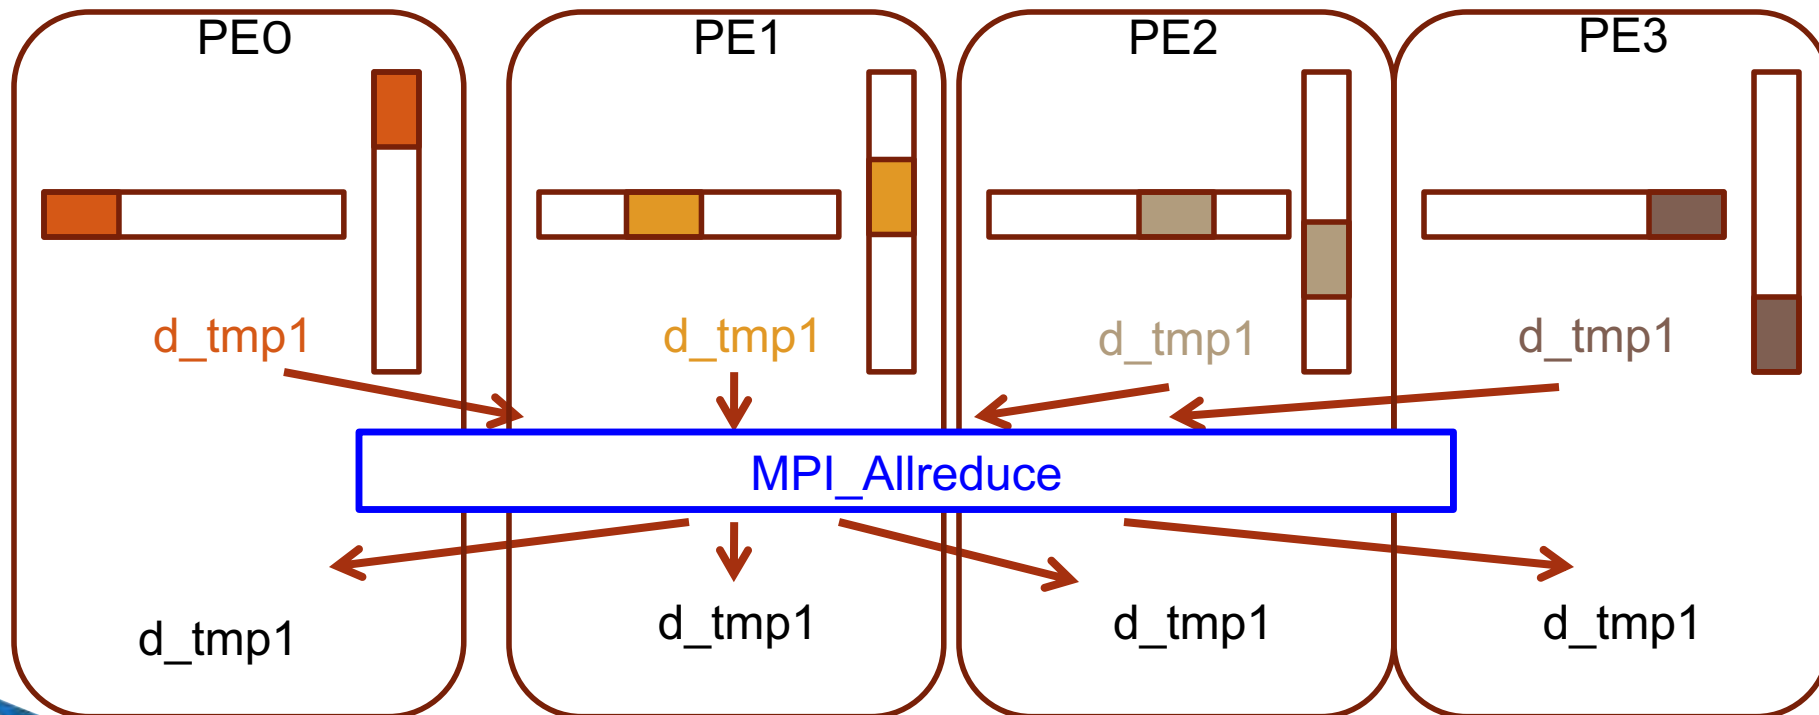 PE0
PE1
PE2
PE3
d_tmp1
d_tmp1
d_tmp1
d_tmp1
MPI_Allreduce
d_tmp1
d_tmp1
d_tmp1
d_tmp1